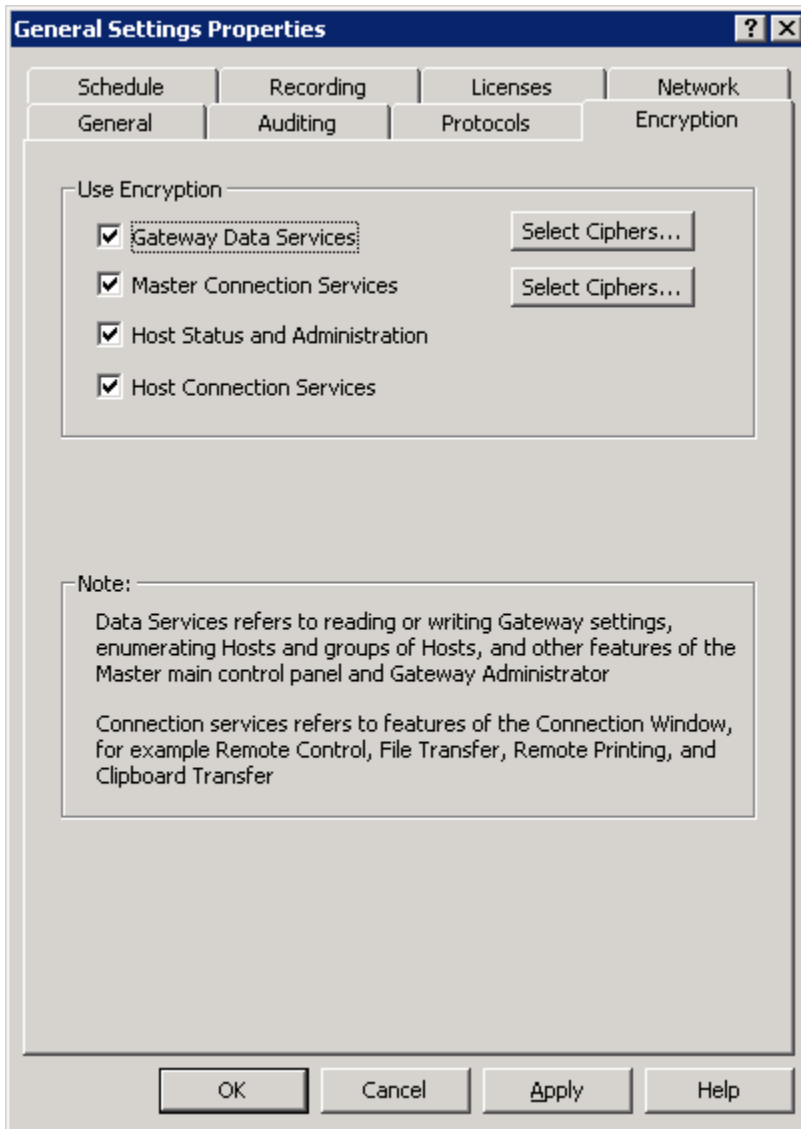 General Settings Properties
Schedule Recording Licenses Network
General Auditing Protocols Encryption
Use Encryption
Gateway Data Services Select Ciphers...
Master Connection Services Select Ciphers...
Host Status and Administration
Host Connection Services
Note:
Data Services refers to reading or writing Gateway settings,
enumerating Hosts and groups of Hosts, and other features of the
Master main control panel and Gateway Administrator
Connection services refers to features of the Connection Window,
for example Remote Control, File Transfer, Remote Printing, and
Clipboard Transfer
OK Cancel Apply Help